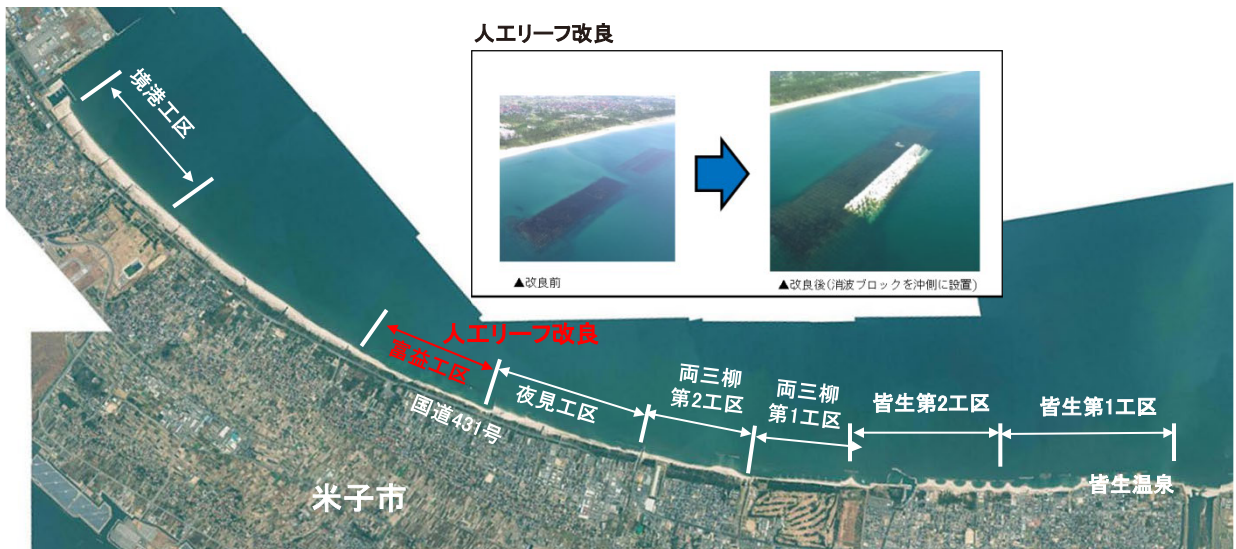 人工リーフ改良
▲改良前
▲改良後(消波ブロックを沖側に設置)
境港工区
人工リーフ改良
富益工区
国道431号
夜見工区
両三柳
第2工区
両三柳
第1工区
皆生第2工区
皆生第1工区
皆生温泉
米子市